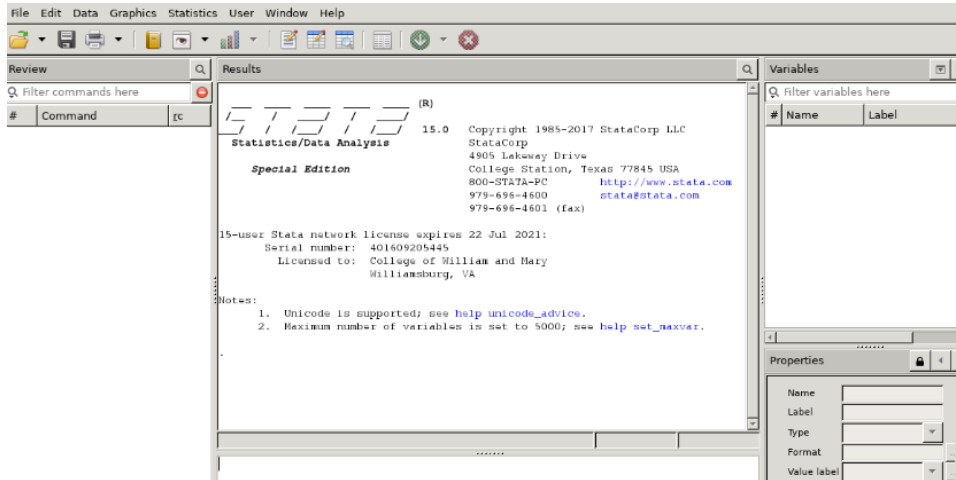 File Edit Data Graphics Statistics User Window Help
Review
Filter commands here
# Command rc
Results
(R)
15.0 Copyright 1985-2017 StataCorp LLC
Statistics/Data Analysis StataCorp
4905 Lakeway Drive
Special Edition College Station, Texas 77845 USA
800-STATA-PC http://www.stata.com
979-696-4600 stata@stata.com
979-696-4601 (fax)
15-user Stata network license expires 22 Jul 2021:
Serial number: 401609205445
Licensed to: College of William and Mary
Williamsburg, VA
Notes:
1. Unicode is supported; see help unicode_advice.
2. Maximum number of variables is set to 5000; see help set_maxvar.
.
Variables
Filter variables here
# Name Label
Properties
Name
Label
Type
Format
Value label